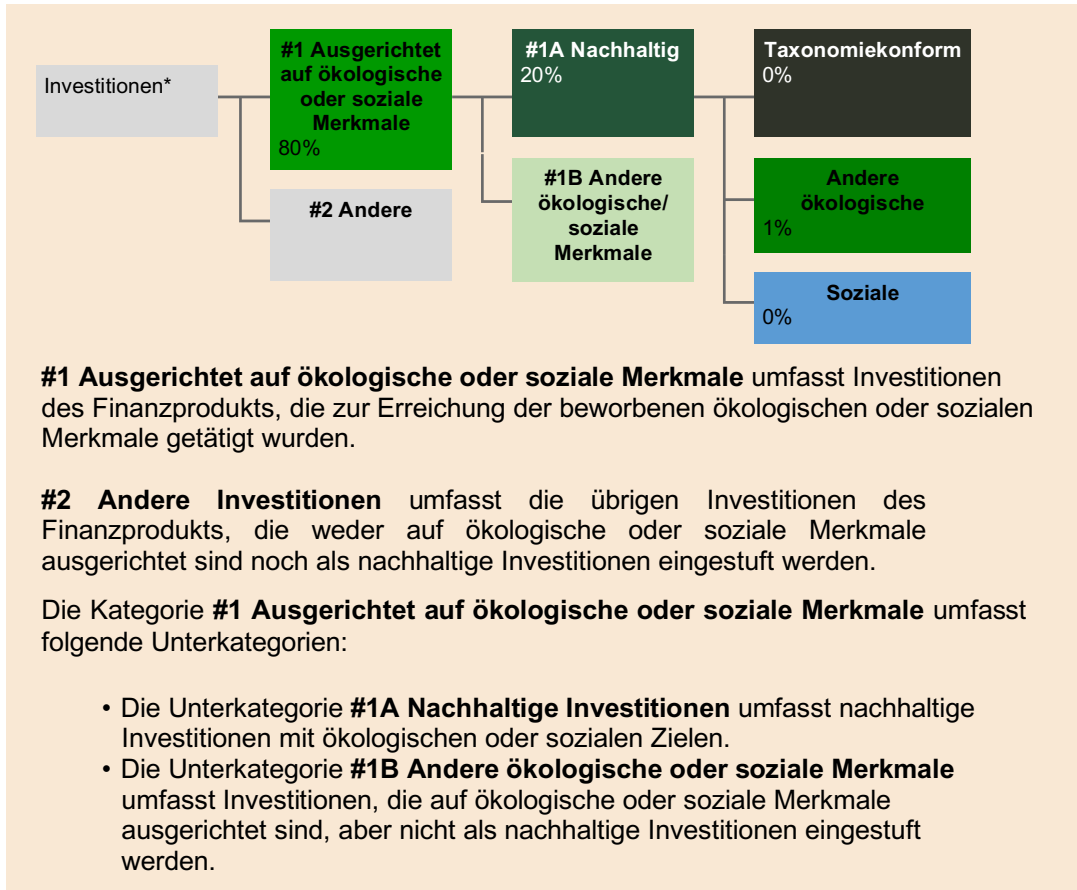 Investitionen*
#1 Ausgerichtet
auf ökologische
oder soziale
Merkmale
80%
#2 Andere
#1A Nachhaltig
20%
#1B Andere
ökologische/
soziale
Merkmale
Taxonomiekonform
0%
Andere
ökologische
1%
Soziale
0%
#1 Ausgerichtet auf ökologische oder soziale Merkmale umfasst Investitionen
des Finanzprodukts, die zur Erreichung der beworbenen ökologischen oder sozialen
Merkmale getätigt wurden.
#2 Andere Investitionen umfasst die übrigen Investitionen des
Finanzprodukts, die weder auf ökologische oder soziale Merkmale
ausgerichtet sind noch als nachhaltige Investitionen eingestuft werden.
Die Kategorie #1 Ausgerichtet auf ökologische oder soziale Merkmale umfasst
folgende Unterkategorien:
• Die Unterkategorie #1A Nachhaltige Investitionen umfasst nachhaltige
Investitionen mit ökologischen oder sozialen Zielen.
• Die Unterkategorie #1B Andere ökologische oder soziale Merkmale
umfasst Investitionen, die auf ökologische oder soziale Merkmale
ausgerichtet sind, aber nicht als nachhaltige Investitionen eingestuft
werden.